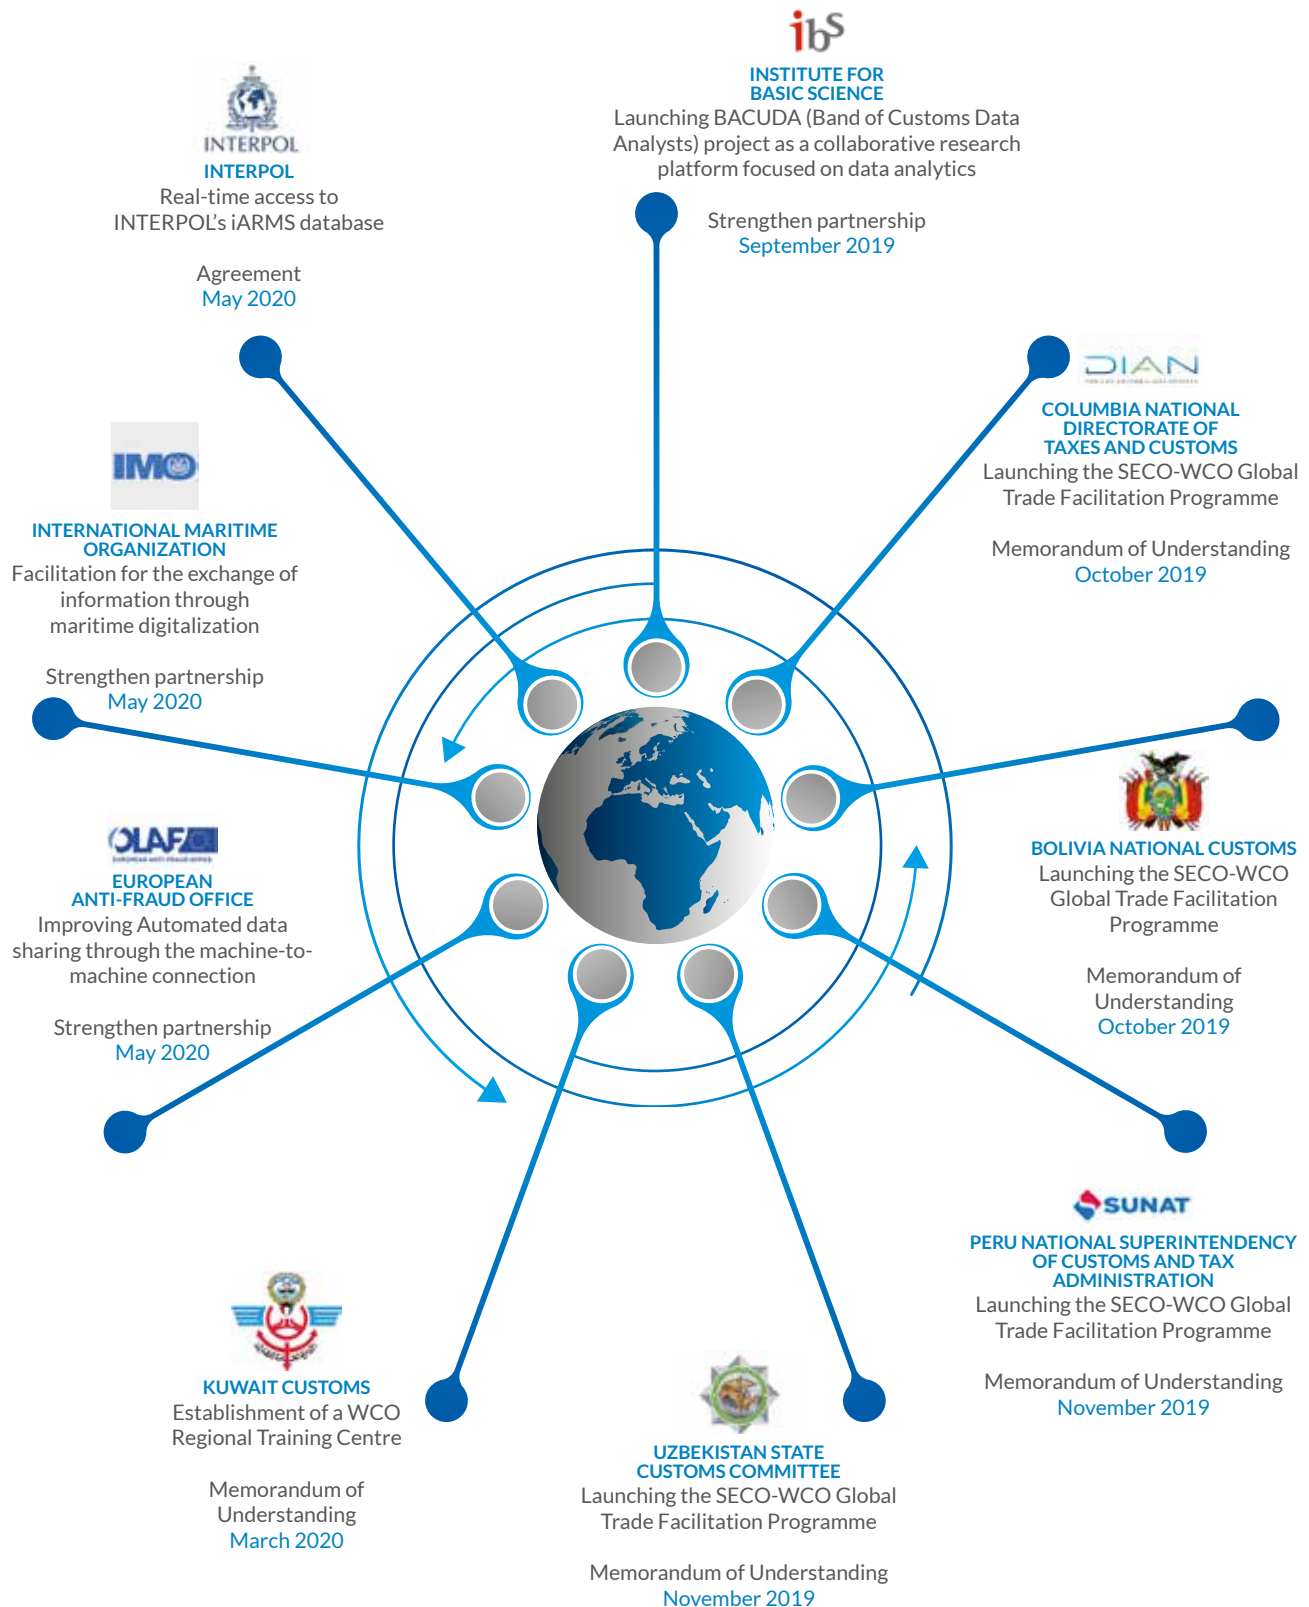 ibs
INSTITUTE FOR
BASIC SCIENCE
Launching BACUDA (Band of Customs Data
Analysts) project as a collaborative research
platform focused on data analytics
Strengthen partnership
September 2019
DIAN
COLUMBIA NATIONAL
DIRECTORATE OF
TAXES AND CUSTOMS
Launching the SECO-WCO Global
Trade Facilitation Programme
Memorandum of Understanding
October 2019
BOLIVIA NATIONAL CUSTOMS
Launching the SECO-WCO
Global Trade Facilitation
Programme
Memorandum of
Understanding
October 2019
SUNAT
PERU NATIONAL SUPERINTENDENCY
OF CUSTOMS AND TAX
ADMINISTRATION
Launching the SECO-WCO Global
Trade Facilitation Programme
Memorandum of Understanding
November 2019
UZBEKISTAN STATE
CUSTOMS COMMITTEE
Launching the SECO-WCO Global
Trade Facilitation Programme
Memorandum of Understanding
November 2019
KUWAIT CUSTOMS
Establishment of a WCO
Regional Training Centre
Memorandum of
Understanding
March 2020
OLAF
EUROPEAN ANTI-FRAUD OFFICE
EUROPEAN
ANTI-FRAUD OFFICE
Improving Automated data
sharing through the machine-to-
machine connection
Strengthen partnership
May 2020
IMO
INTERNATIONAL MARITIME
ORGANIZATION
Facilitation for the exchange of
information through
maritime digitalization
Strengthen partnership
May 2020
INTERPOL
INTERPOL
Real-time access to
INTERPOL's iARMS database
Agreement
May 2020